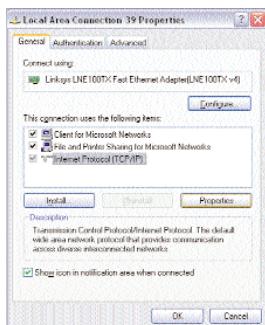 Local Area Connection 39 Properties
General Authentication Advanced
Connect using:
Linksys LNE100TX Fast Ethernet Adapter(LNE100TX v4)
Configure...
This connection uses the following items:
Client for Microsoft Networks
File and Printer Sharing for Microsoft Networks
Internet Protocol (TCP/IP)
Install... Uninstall Properties
Description
Transmission Control Protocol/Internet Protocol. The default
wide area network protocol that provides communication
across diverse interconnected networks.
Show icon in notification area when connected
OK Cancel